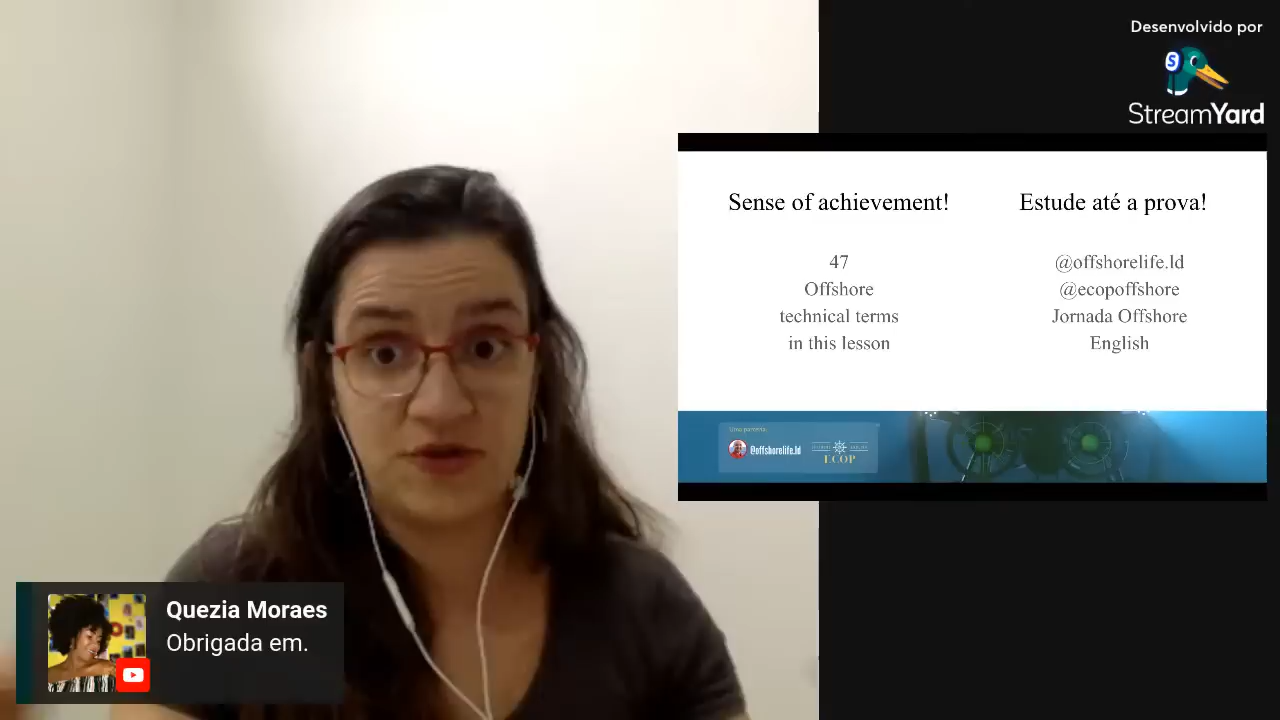 Desenvolvido por
StreamYard
Sense of achievement!
47
Offshore
technical terms
in this lesson
Estude até a prova!
@offshorelife.ld
@ecopoffshore
Jornada Offshore
English
@offshorelife.ld
ECOP
Quezia Moraes
Obrigada em.